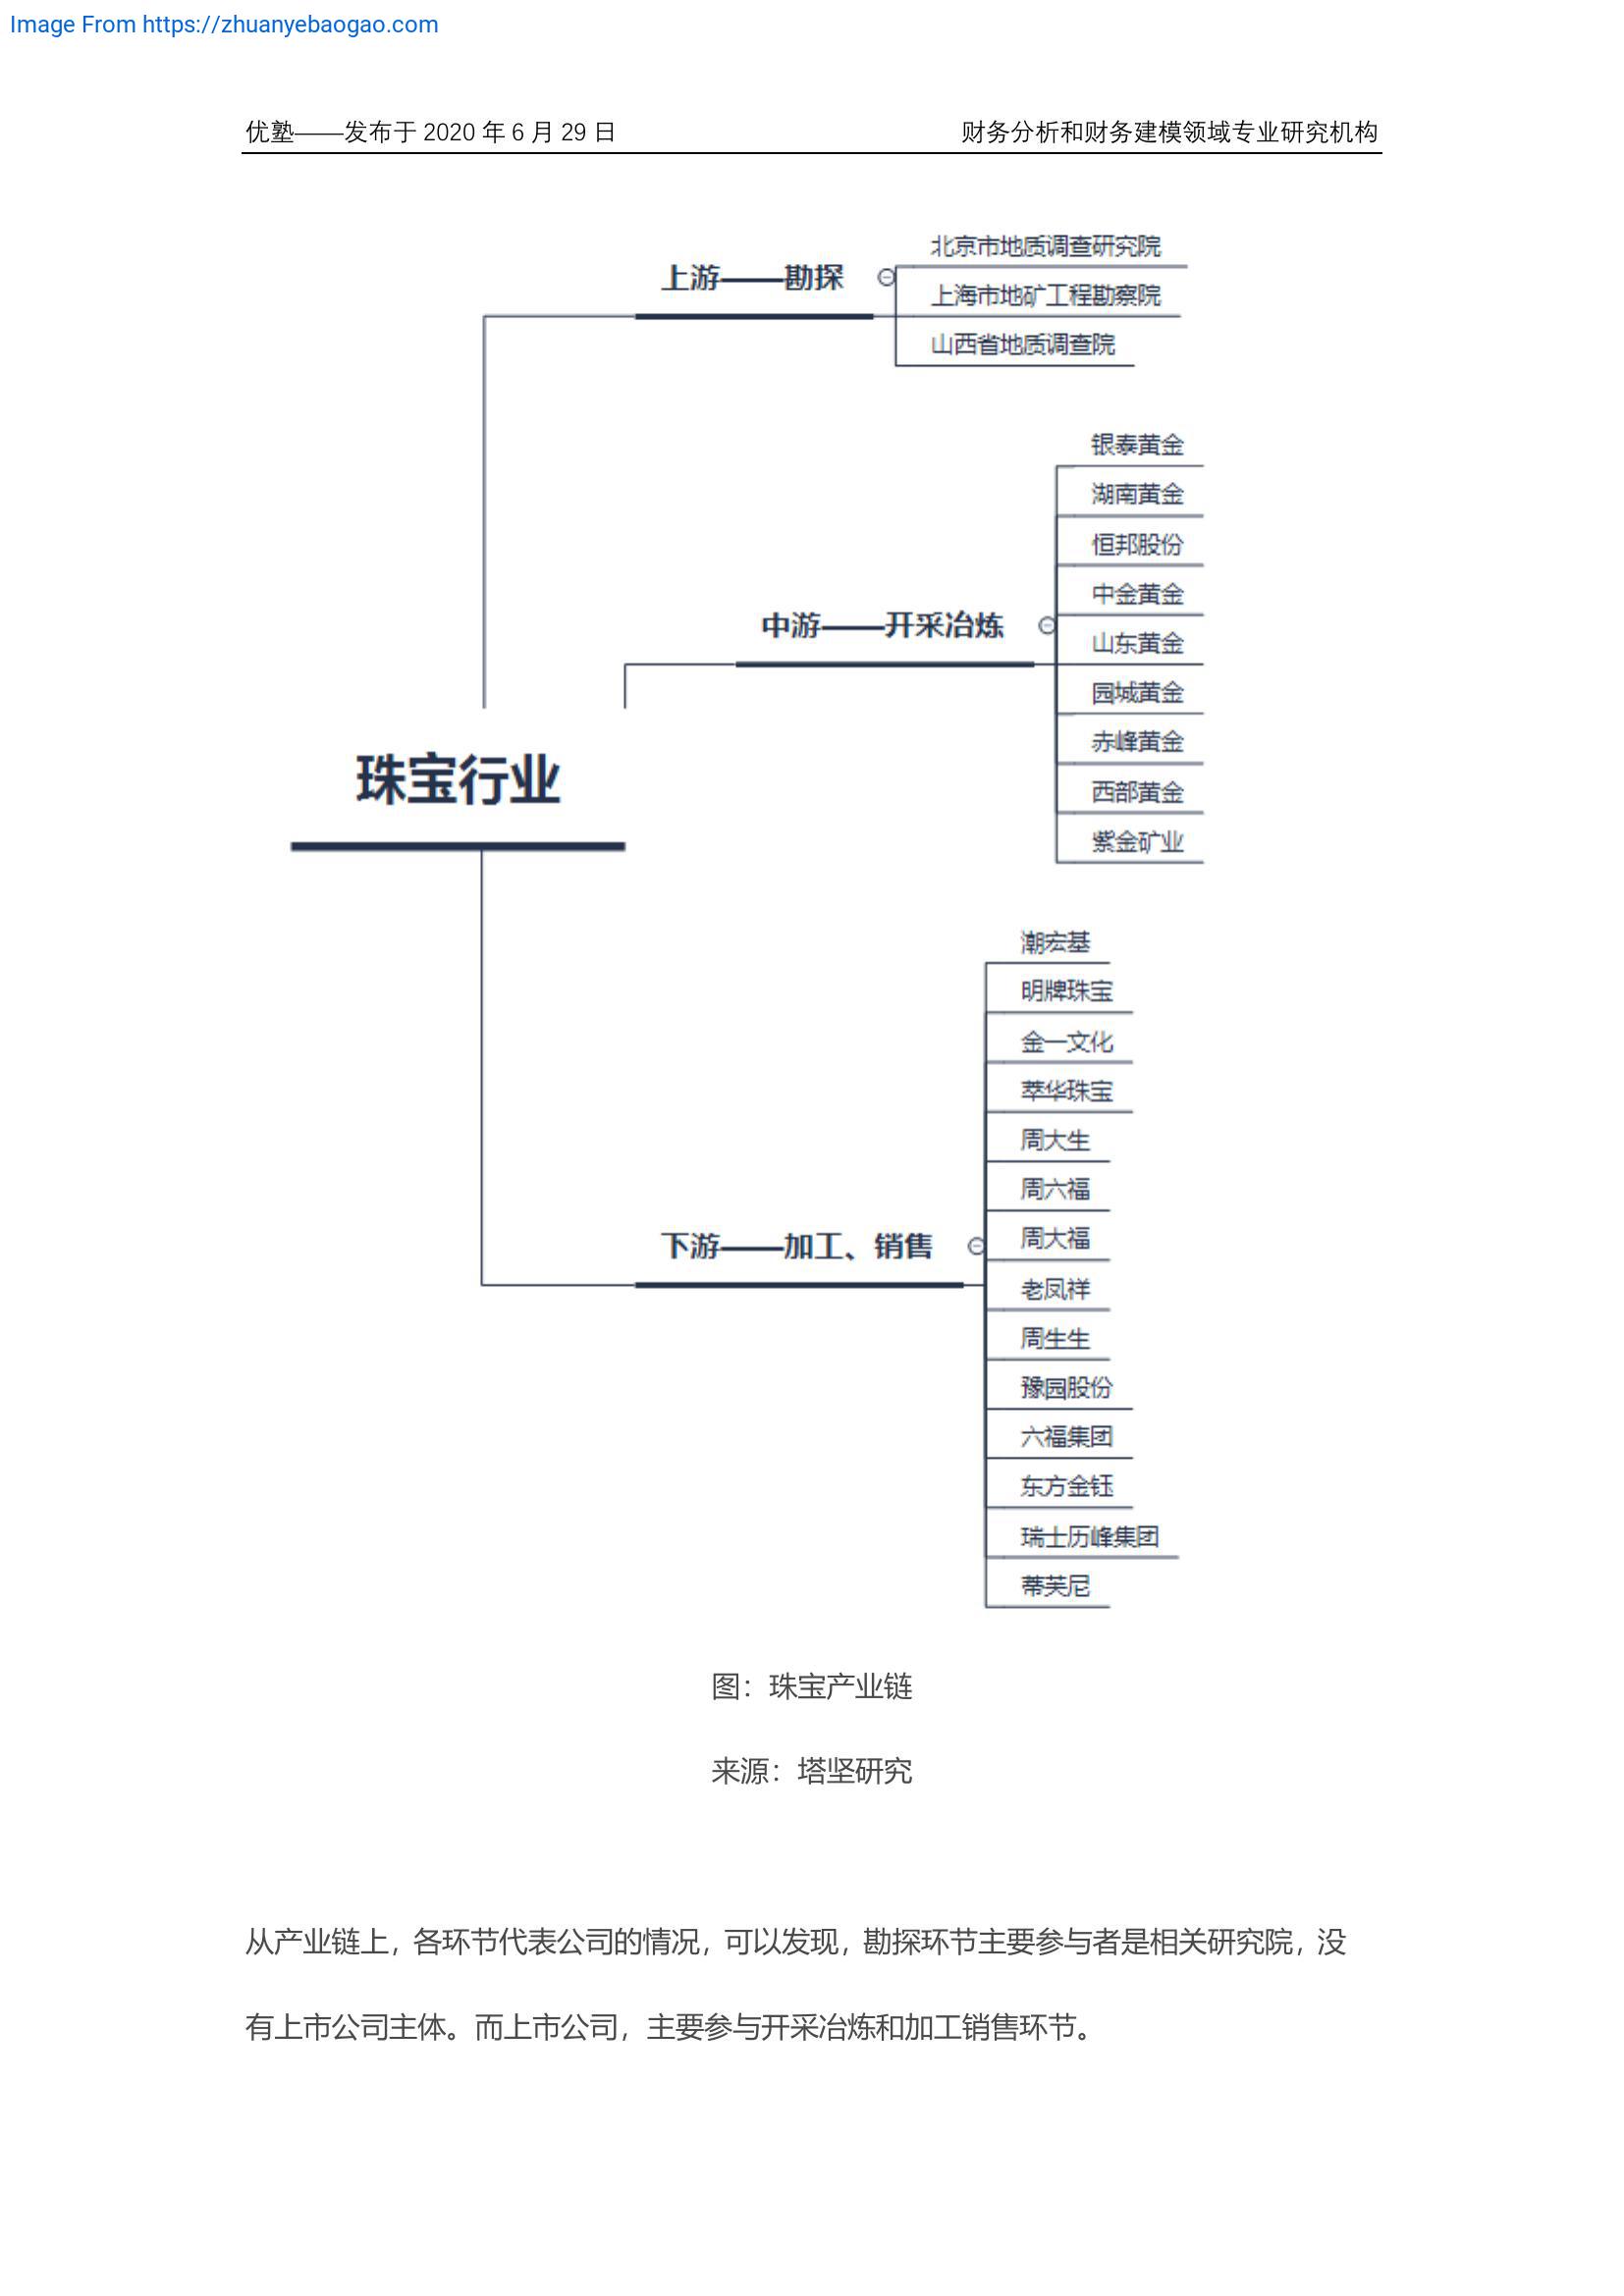 Image From https://zhuanyebaogao.com
优塾——发布于 2020 年 6 月 29 日
财务分析和财务建模领域专业研究机构
上游——勘探
北京市地质调查研究院
上海市地矿工程勘察院
山西省地质调查院
中游——开采冶炼
银泰黄金
湖南黄金
恒邦股份
中金黄金
山东黄金
园城黄金
赤峰黄金
西部黄金
紫金矿业
珠宝行业
下游——加工、销售
潮宏基
明牌珠宝
金一文化
萃华珠宝
周大生
周六福
周大福
老凤祥
周生生
豫园股份
六福集团
东方金钰
瑞士历峰集团
蒂芙尼
图：珠宝产业链
来源：塔坚研究
从产业链上，各环节代表公司的情况，可以发现，勘探环节主要参与者是相关研究院，没
有上市公司主体。而上市公司，主要参与开采冶炼和加工销售环节。